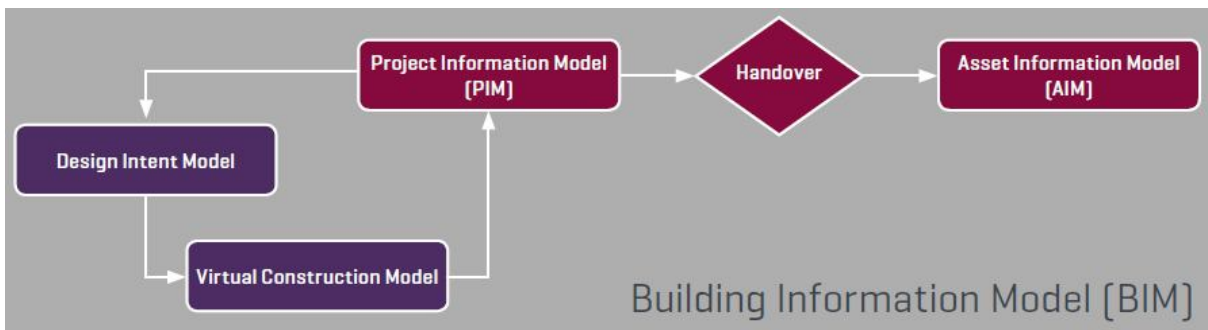 Project Information Model
(PIM)
Handover
Asset Information Model
(AIM)
Design Intent Model
Virtual Construction Model
Building Information Model (BIM)